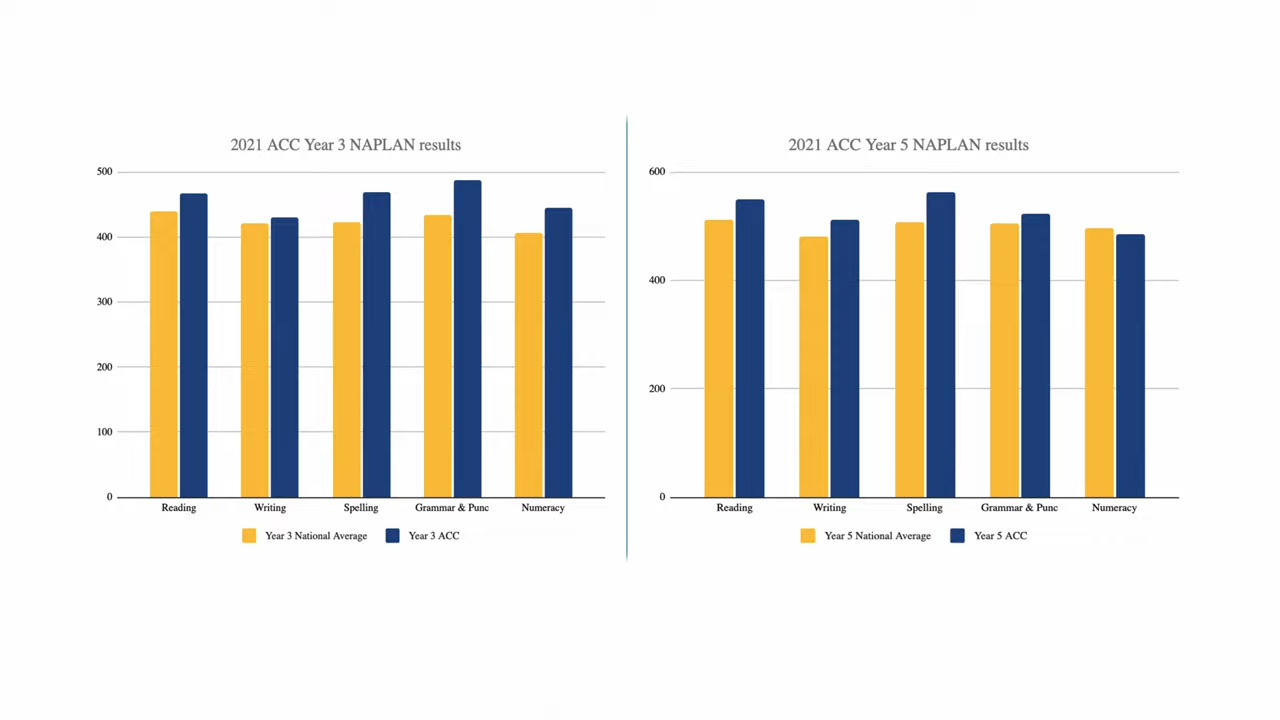 2021 ACC Year 3 NAPLAN results
500
400
300
200
100
0
Reading Writing Spelling Grammar & Punc Numeracy
Year 3 National Average Year 3 ACC
2021 ACC Year 5 NAPLAN results
600
400
200
0
Reading Writing Spelling Grammar & Punc Numeracy
Year 5 National Average Year 5 ACC